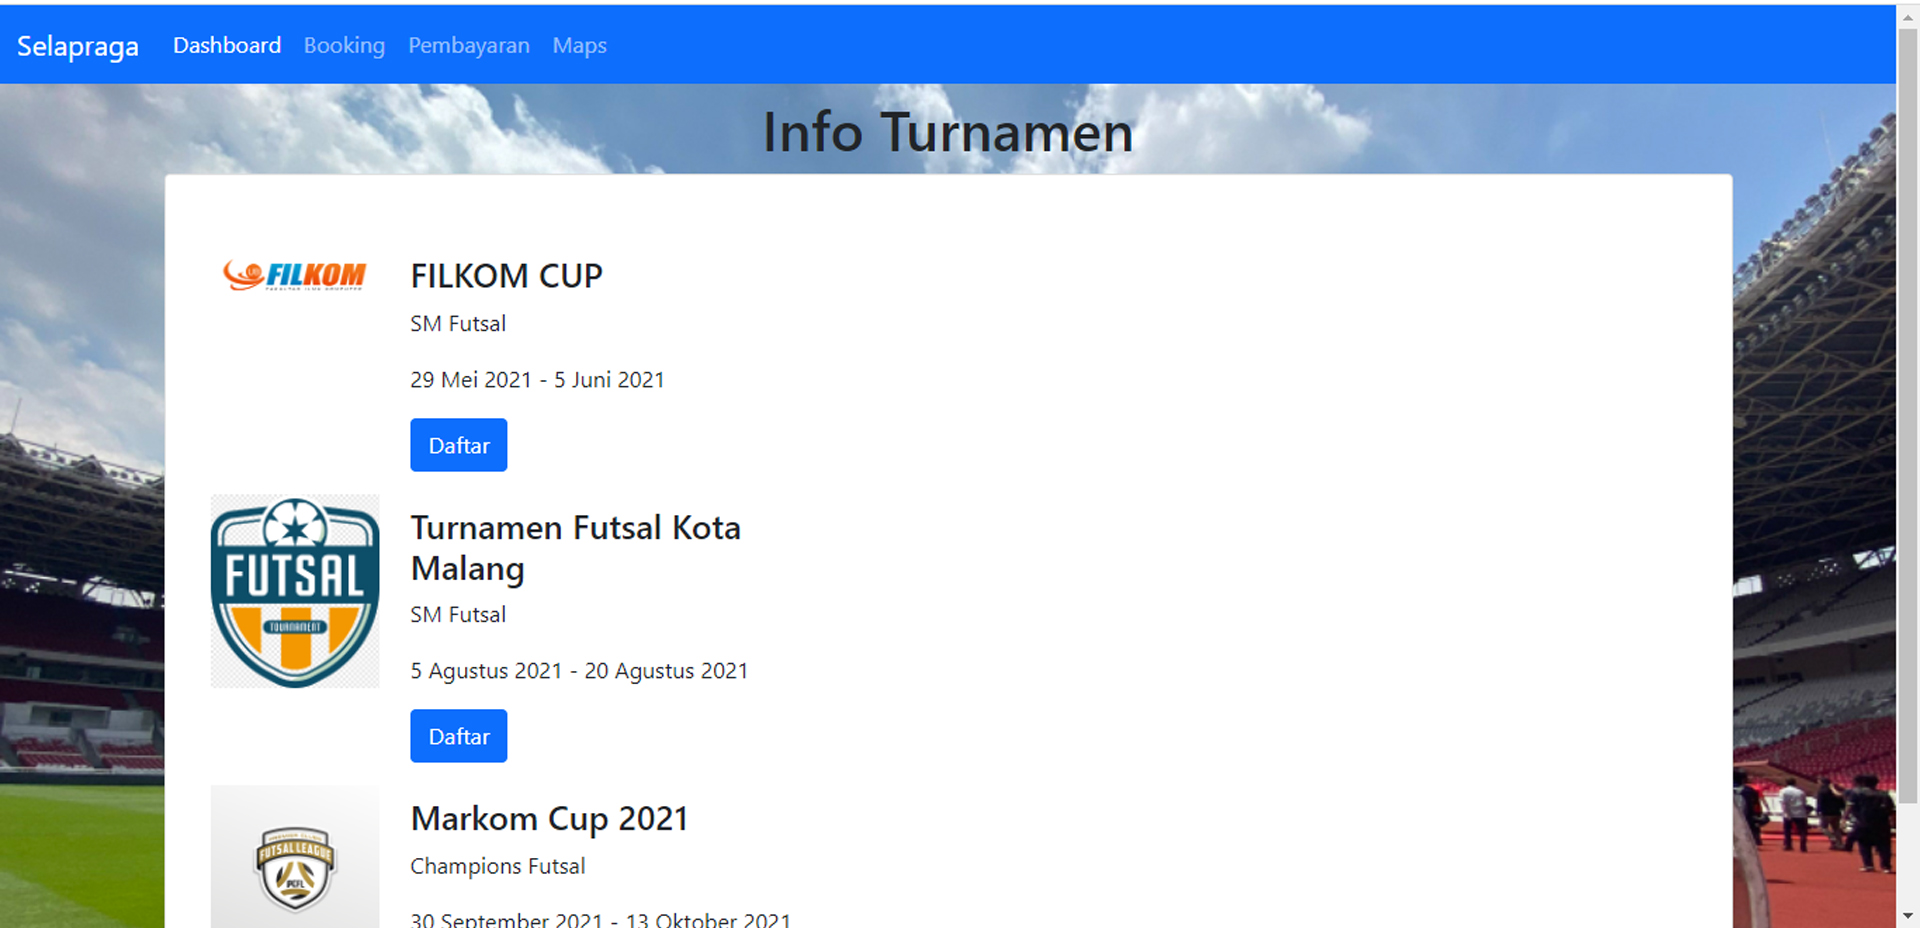 Selapraga Dashboard Booking Pembayaran Maps
Info Turnamen
FILKOM
FILKOM CUP
SM Futsal
29 Mei 2021 - 5 Juni 2021
Daftar
FUTSAL
TOURNAMENT
Turnamen Futsal Kota
Malang
SM Futsal
5 Agustus 2021 - 20 Agustus 2021
Daftar
FUTSAL LEAGUE
PCFL
Markom Cup 2021
Champions Futsal
30 September 2021 - 13 Oktober 2021